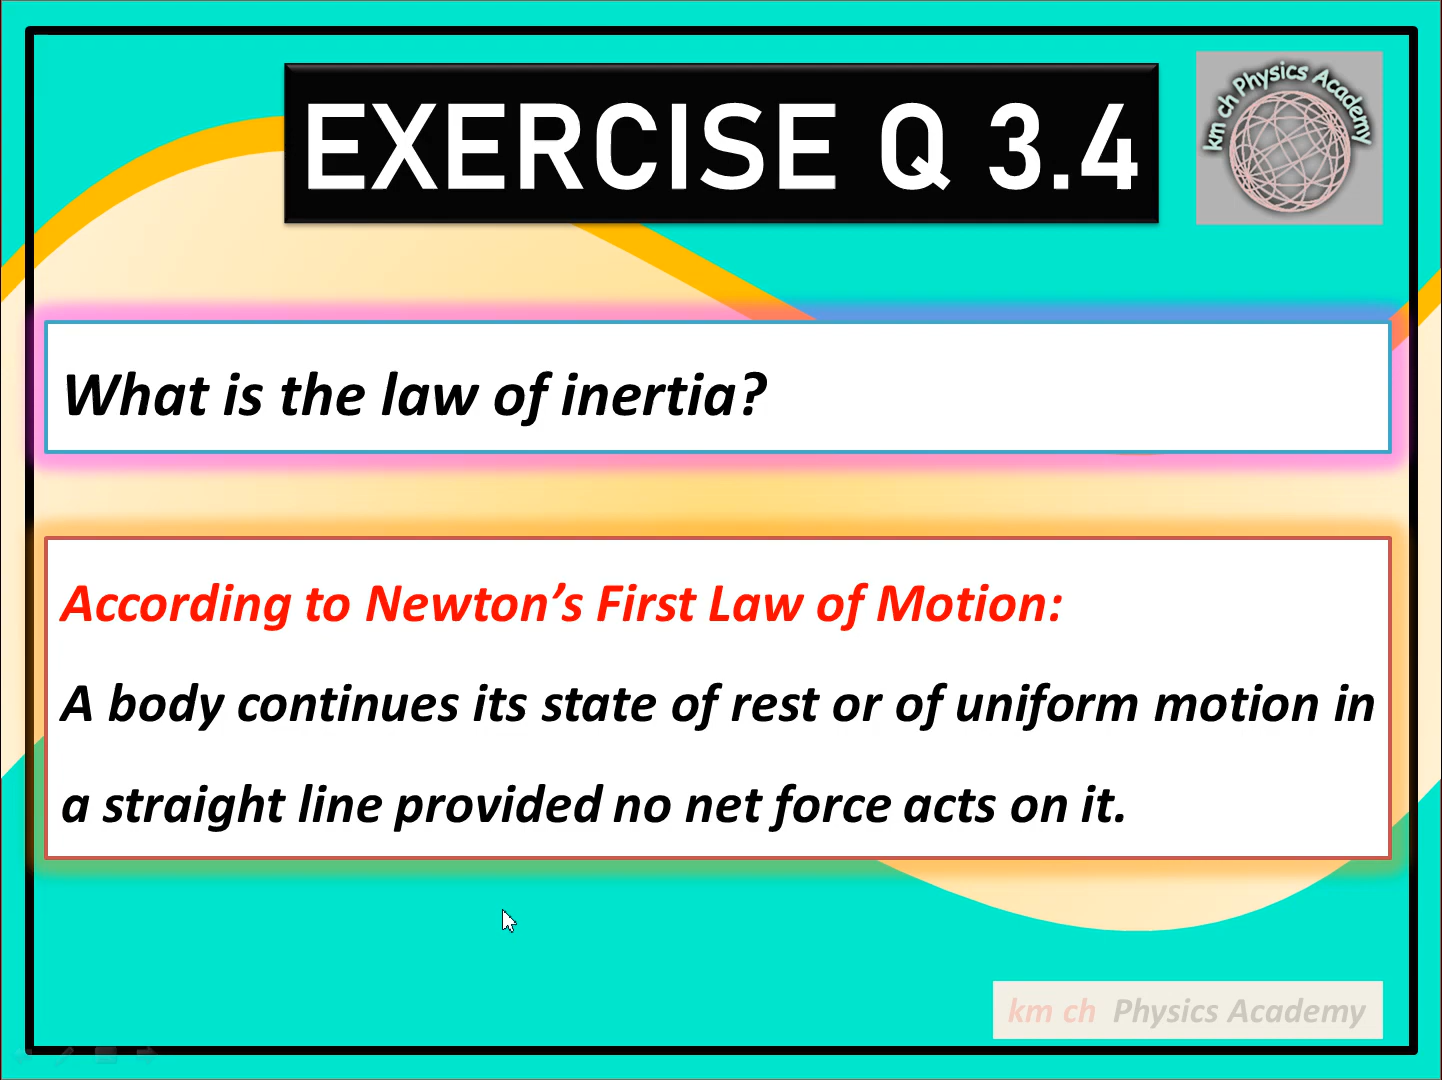 EXERCISE Q 3.4
km ch Physics Academy
What is the law of inertia?
According to Newton’s First Law of Motion:
A body continues its state of rest or of uniform motion in
a straight line provided no net force acts on it.
km ch Physics Academy